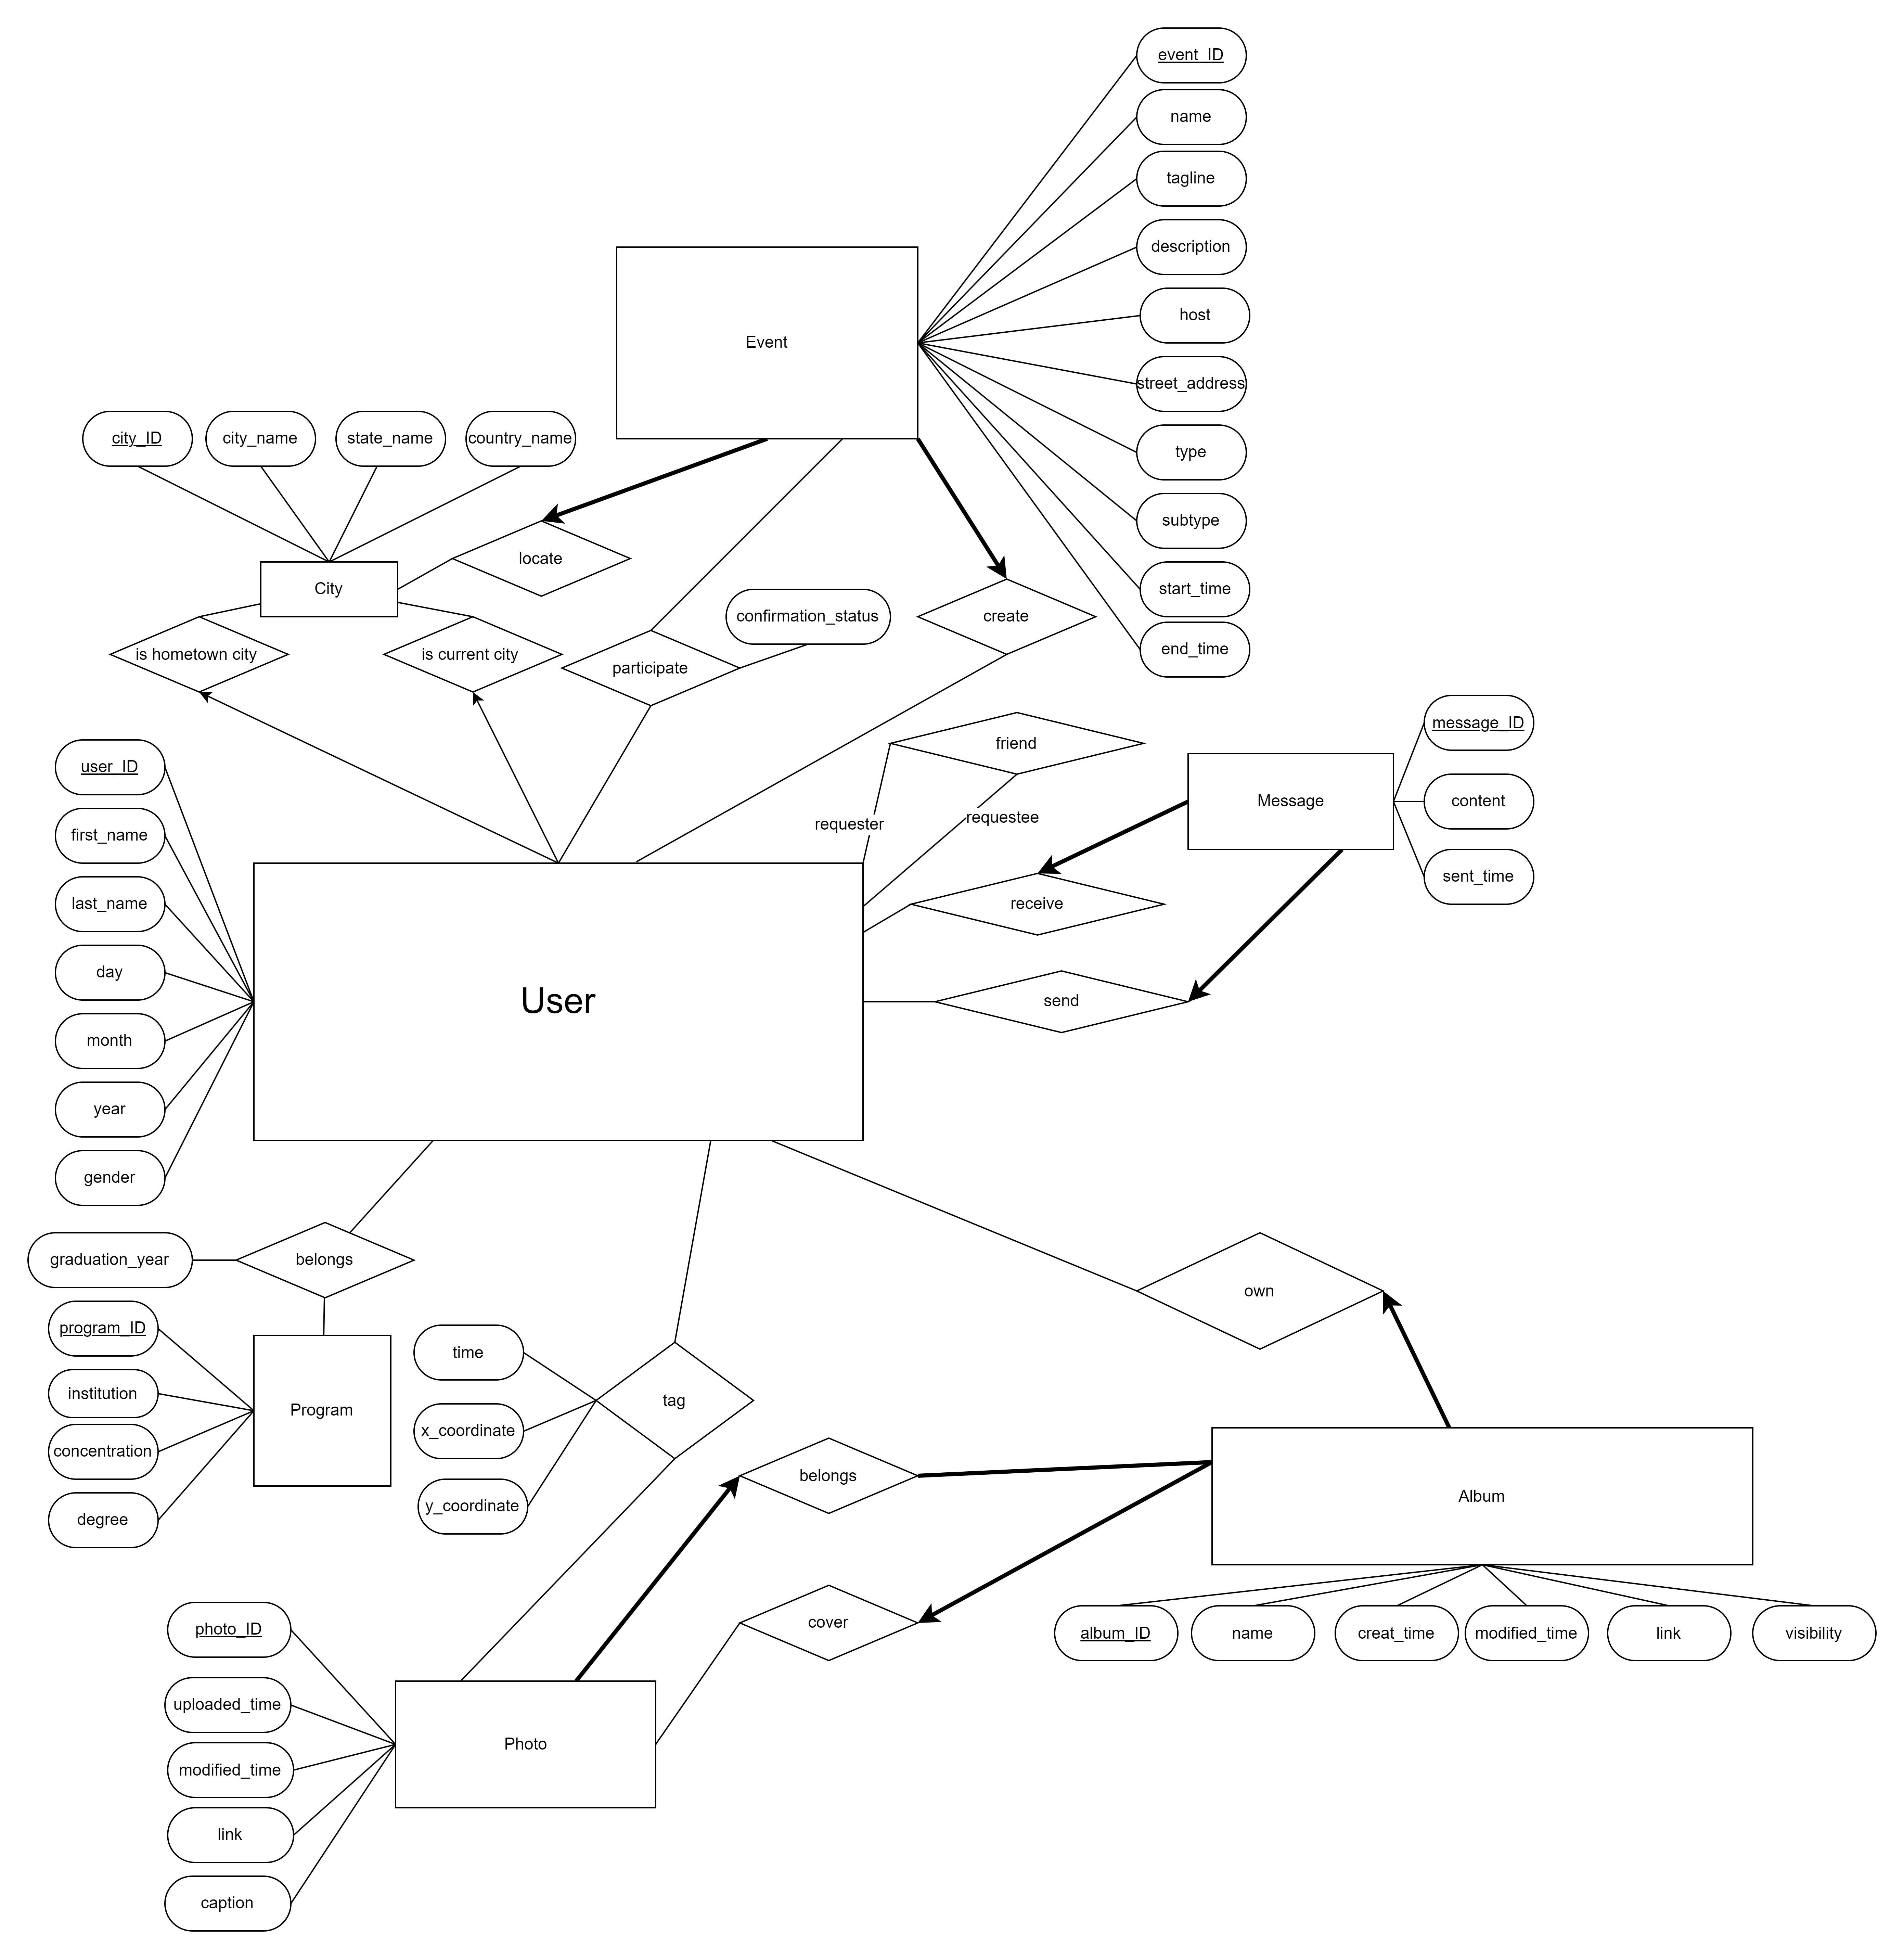 event_ID
name
tagline
description
host
street_address
type
subtype
start_time
end_time
Event
city_ID
city_name
state_name
country_name
locate
City
is hometown city
is current city
participate
confirmation_status
create
friend
requester
requestee
Message
message_ID
content
sent_time
receive
send
user_ID
first_name
last_name
day
month
year
gender
User
graduation_year
belongs
program_ID
institution
concentration
degree
Program
time
x_coordinate
y_coordinate
tag
own
belongs
Album
cover
album_ID
name
creat_time
modified_time
link
visibility
photo_ID
uploaded_time
modified_time
link
caption
Photo